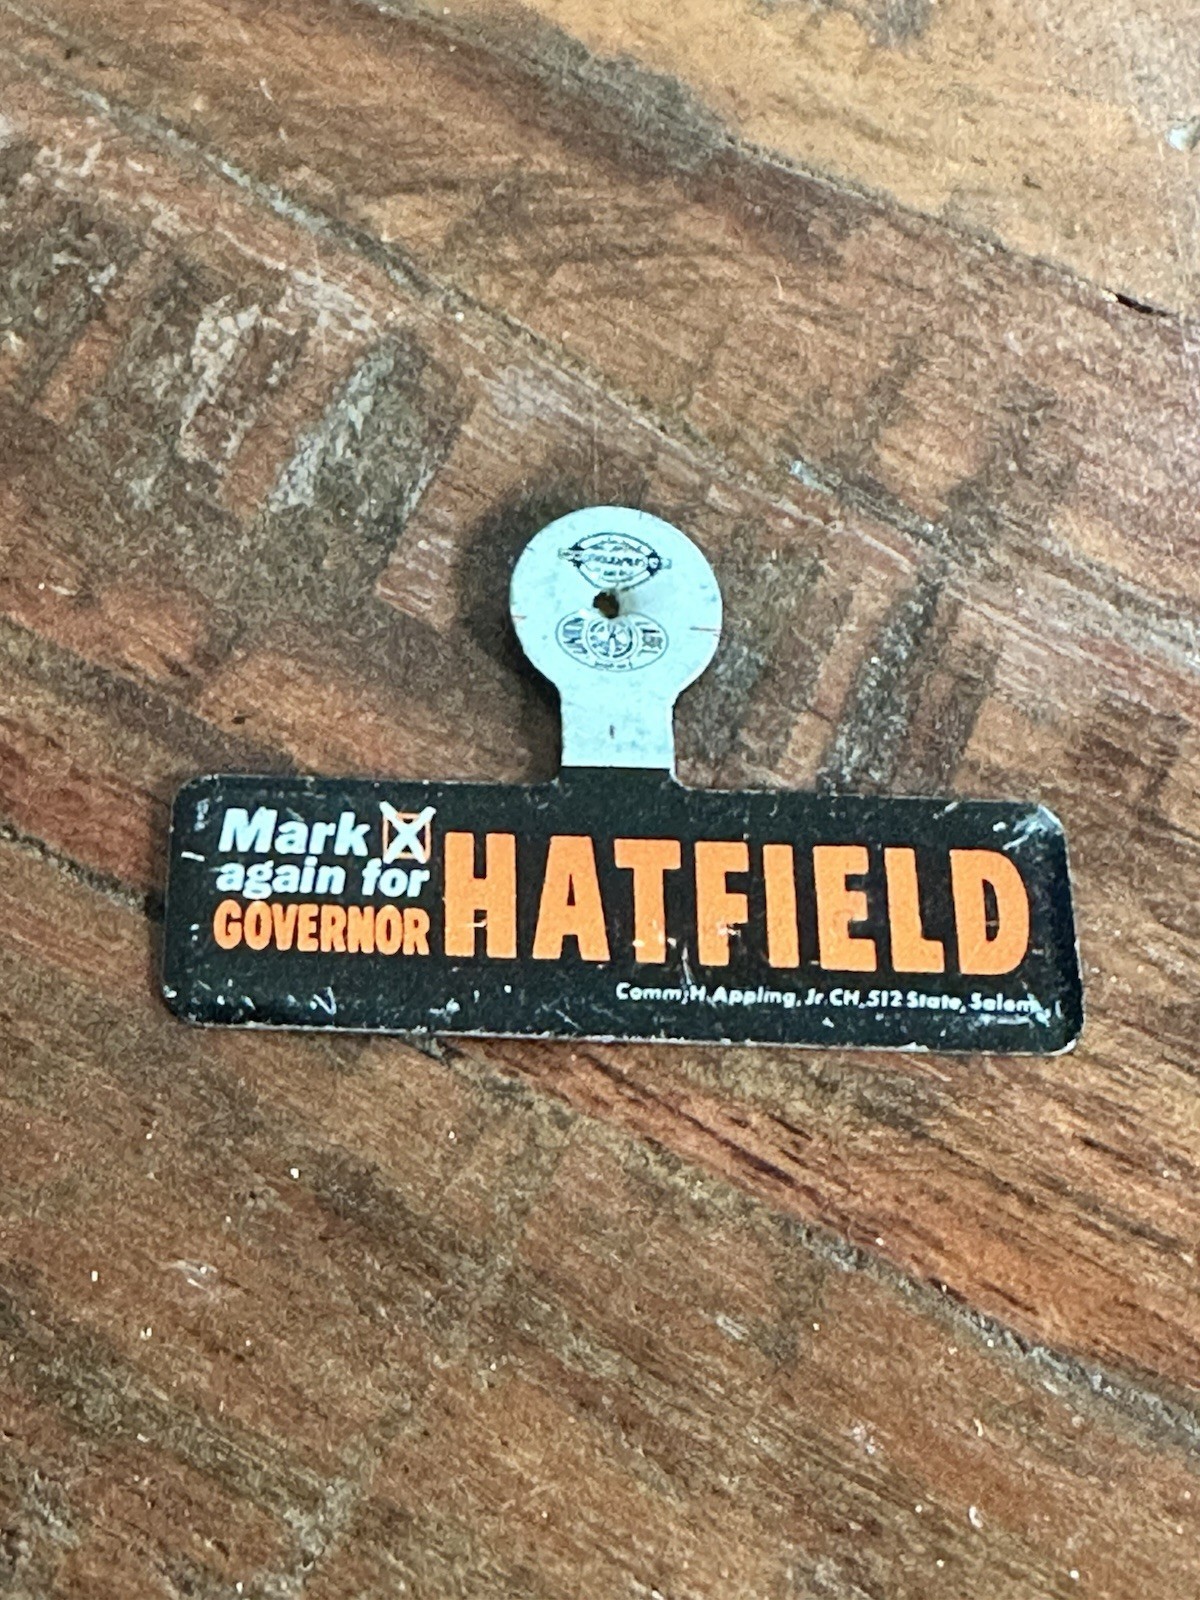 Mark
again for
GOVERNOR
HATFIELD
Comm, H. Appling, Jr. CH, 512 State, Salem